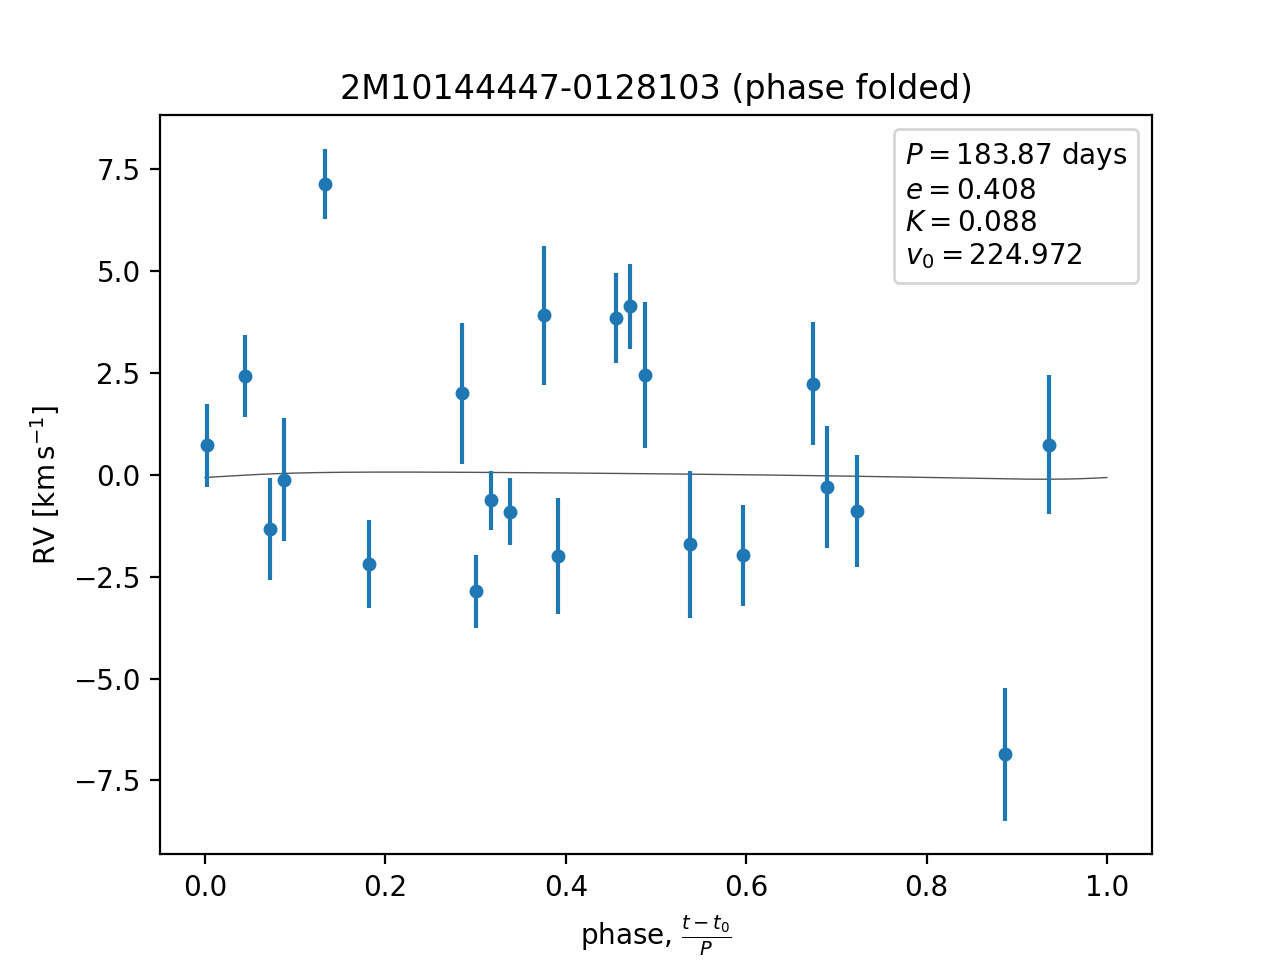 2M10144447-0128103 (phase folded)
P = 183.87 days
e = 0.408
K = 0.088
v₀ = 224.972
7.5
5.0
2.5
0.0
−2.5
−5.0
−7.5
RV [km s⁻¹]
0.0 0.2 0.4 0.6 0.8 1.0
phase, (t − t₀)/P